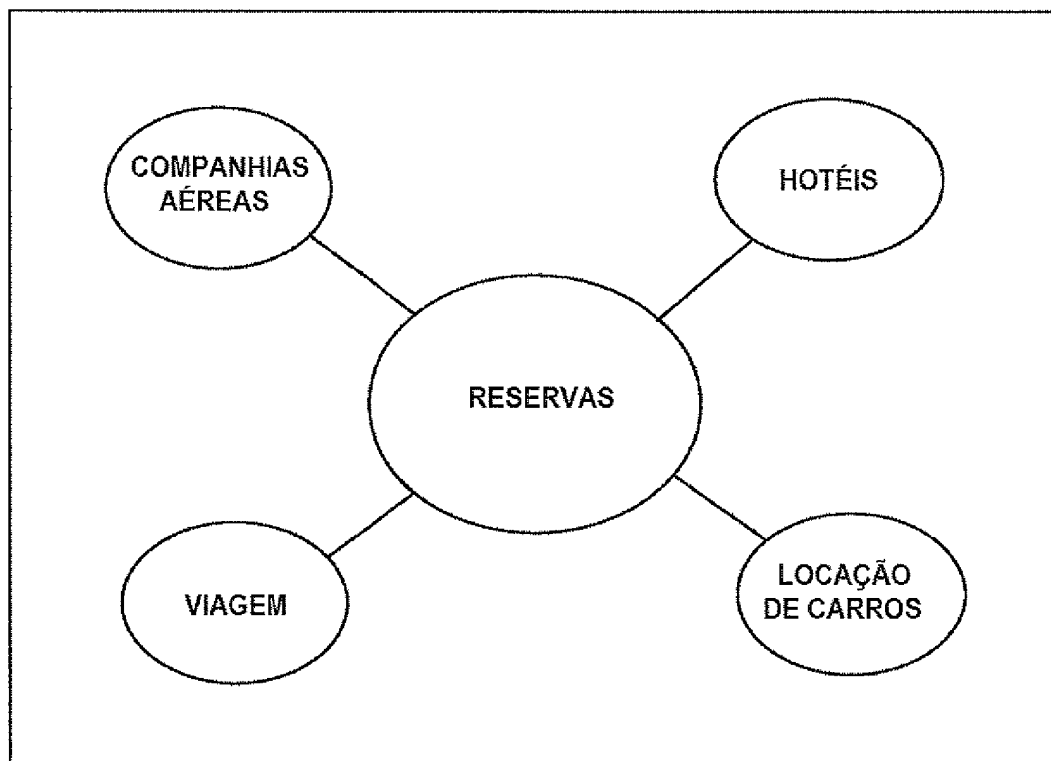 COMPANHIAS
AÉREAS
HOTÉIS
RESERVAS
VIAGEM
LOCAÇÃO
DE CARROS